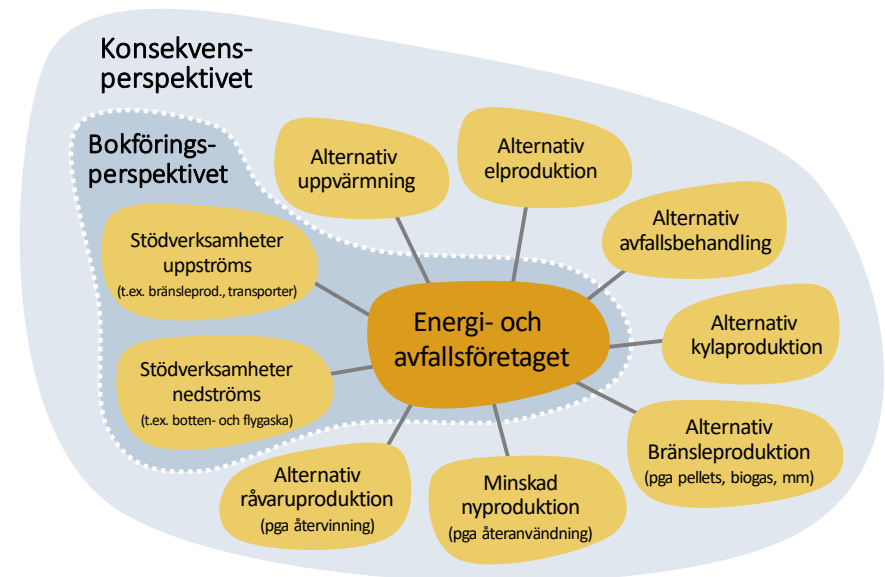 Konsekvens-
perspektivet
Bokförings-
perspektivet
Alternativ
uppvärmning
Alternativ
elproduktion
Alternativ
avfallsbehandling
Stödverksamheter
uppströms
(t.ex. bränsleprod., transporter)
Energi- och
avfallsföretaget
Alternativ
kylaproduktion
Stödverksamheter
nedströms
(t.ex. botten- och flygaska)
Alternativ
Bränsleproduktion
(pga pellets, biogas, mm)
Alternativ
råvaruproduktion
(pga återvinning)
Minskad
nyproduktion
(pga återanvändning)